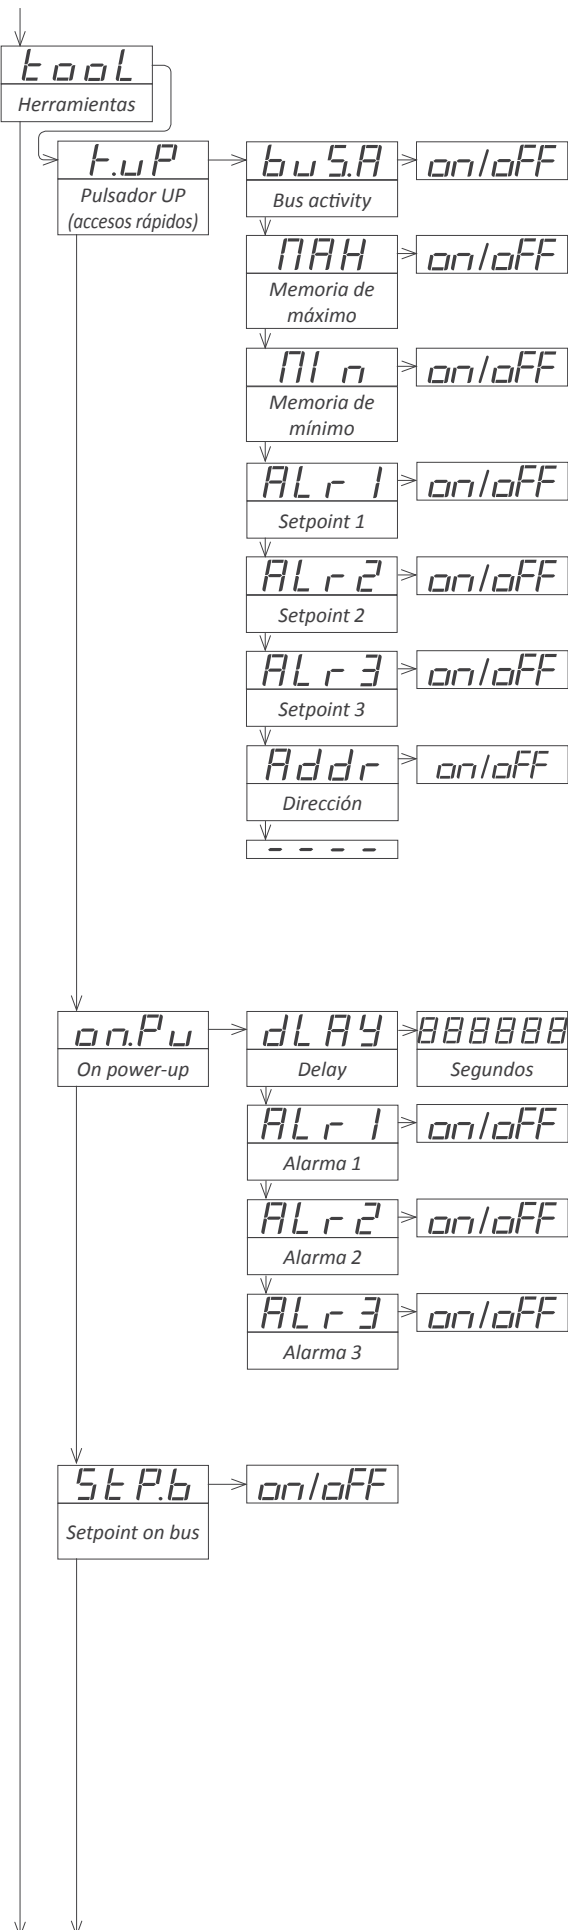 tooL
Herramientas
K.uP
Pulsador UP
(accesos rápidos)
buS.A
on/oFF
Bus activity
MAX
on/oFF
Memoria de
máximo
MIn
on/oFF
Memoria de
mínimo
ALr1
on/oFF
Setpoint 1
ALr2
on/oFF
Setpoint 2
ALr3
on/oFF
Setpoint 3
Addr
on/oFF
Dirección
----
on.Pu
On power-up
dLAY
Delay
888888
Segundos
ALr1
on/oFF
Alarma 1
ALr2
on/oFF
Alarma 2
ALr3
on/oFF
Alarma 3
StP.b
on/oFF
Setpoint on bus